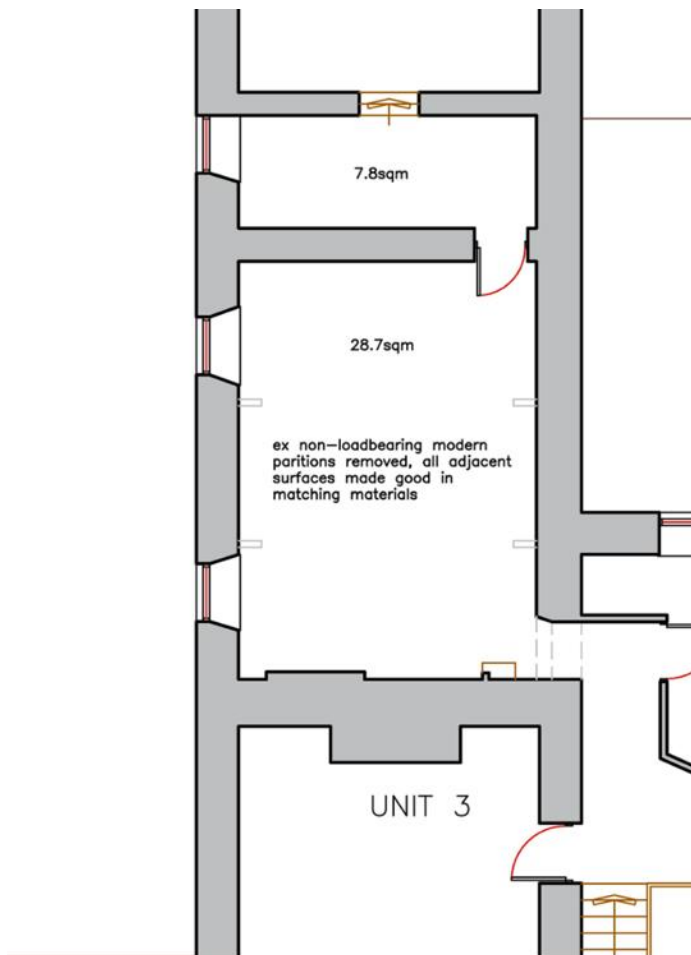 7.8sqm
28.7sqm
ex non-loadbearing modern
paritions removed, all adjacent
surfaces made good in
matching materials
UNIT 3